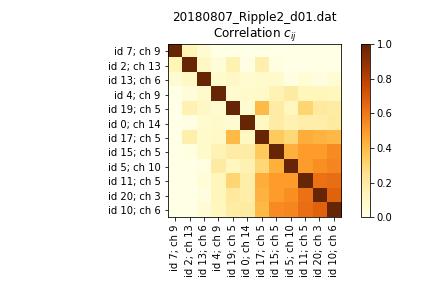 20180807_Ripple2_d01.dat
Correlation c_ij
id 7; ch 9
id 2; ch 13
id 13; ch 6
id 4; ch 9
id 19; ch 5
id 0; ch 14
id 17; ch 5
id 15; ch 5
id 5; ch 10
id 11; ch 5
id 20; ch 3
id 10; ch 6
1.0
0.8
0.6
0.4
0.2
0.0
id 7; ch 9
id 2; ch 13
id 13; ch 6
id 4; ch 9
id 19; ch 5
id 0; ch 14
id 17; ch 5
id 15; ch 5
id 5; ch 10
id 11; ch 5
id 20; ch 3
id 10; ch 6